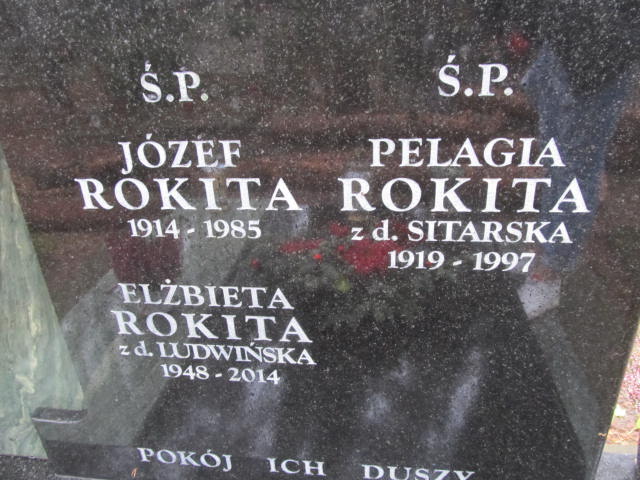 Ś.P.
JÓZEF
ROKITA
1914 - 1985
ELŻBIETA
ROKITA
z d. LUDWIŃSKA
1948 - 2014
Ś.P.
PELAGIA
ROKITA
z d. SITARSKA
1919 - 1997
POKÓJ ICH DUSZY